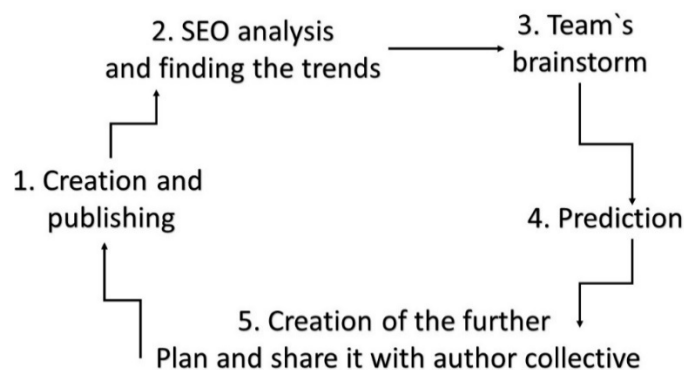 1. Creation and
publishing
2. SEO analysis
and finding the trends
3. Team`s
brainstorm
4. Prediction
5. Creation of the further
Plan and share it with author collective